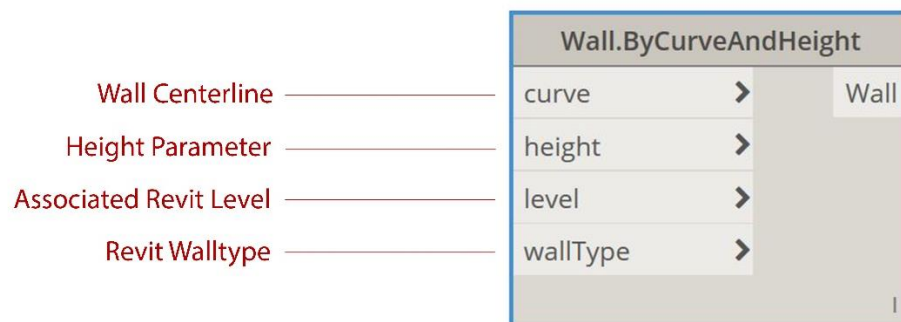 Wall.ByCurveAndHeight
Wall Centerline curve Wall
Height Parameter height
Associated Revit Level level
Revit Walltype wallType